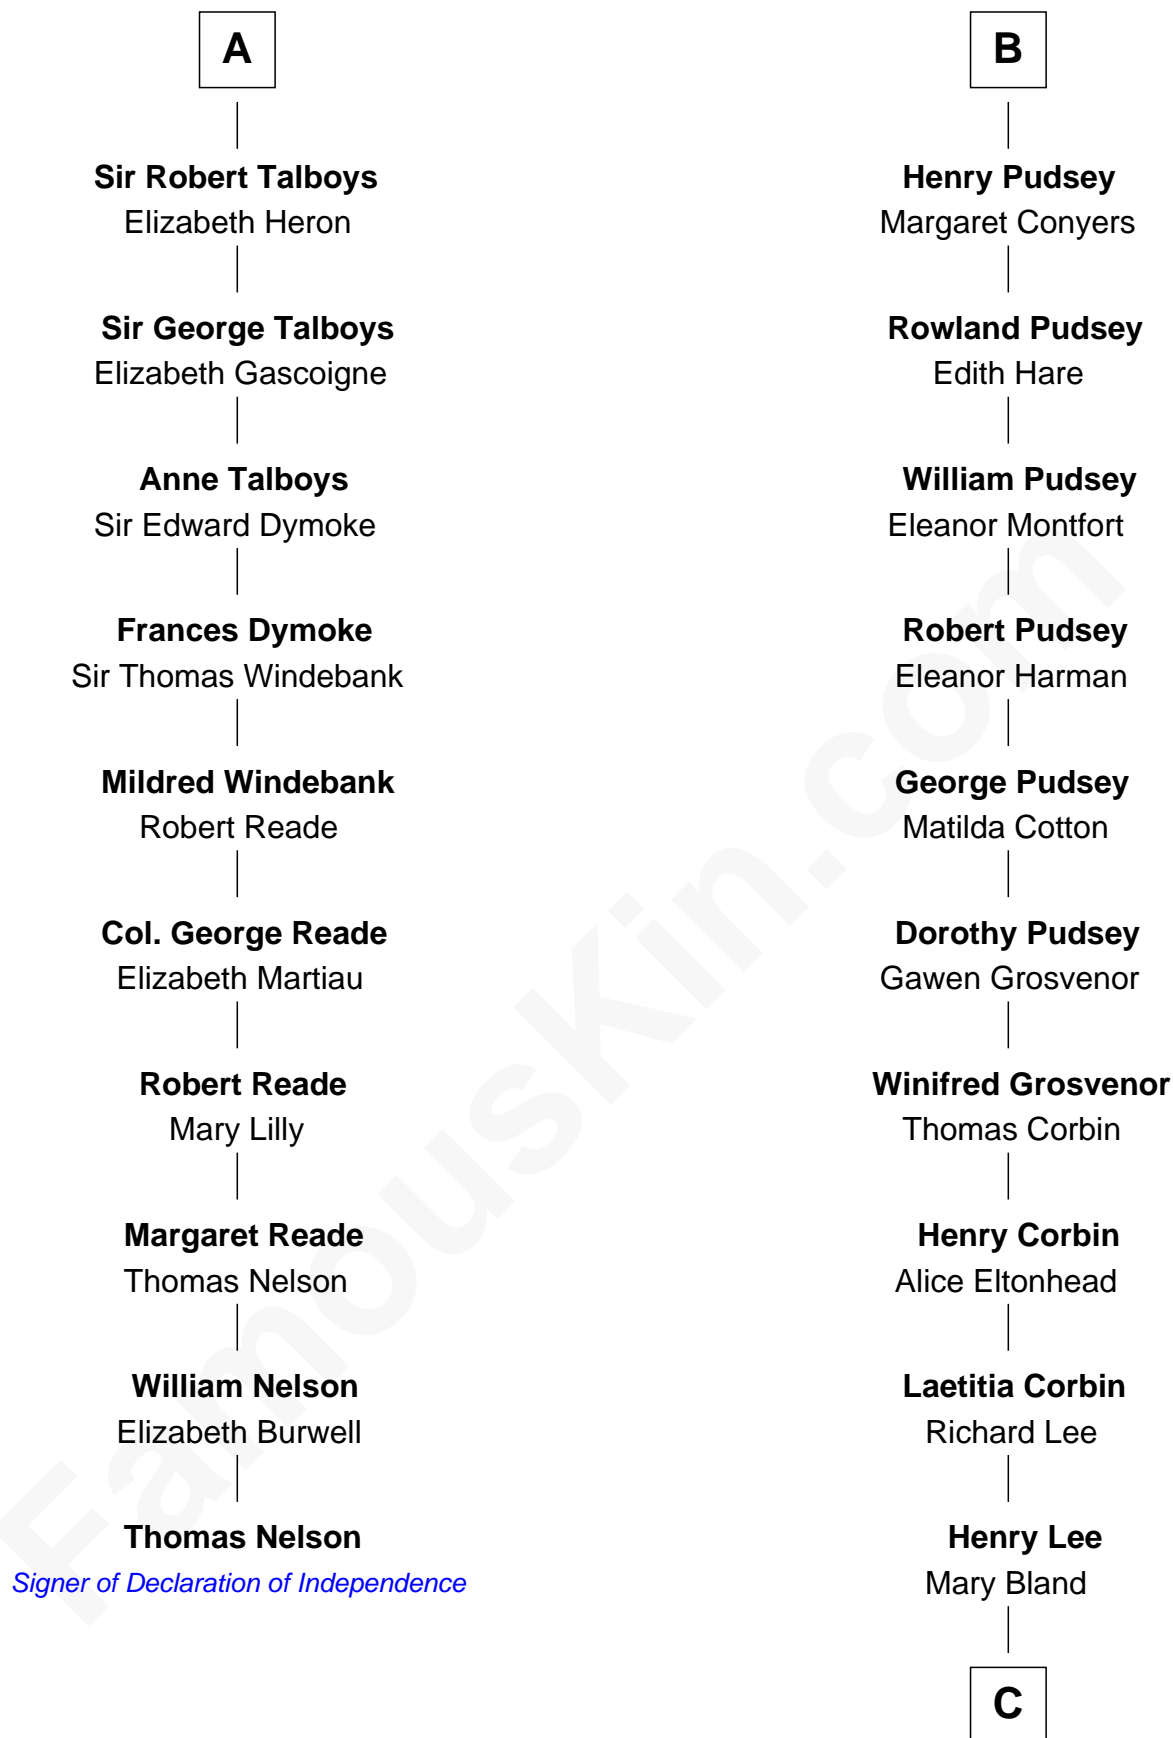 A
Sir Robert Talboys
Elizabeth Heron
Sir George Talboys
Elizabeth Gascoigne
Anne Talboys
Sir Edward Dymoke
Frances Dymoke
Sir Thomas Windebank
Mildred Windebank
Robert Reade
Col. George Reade
Elizabeth Martiau
Robert Reade
Mary Lilly
Margaret Reade
Thomas Nelson
William Nelson
Elizabeth Burwell
Thomas Nelson
Signer of Declaration of Independence
B
Henry Pudsey
Margaret Conyers
Rowland Pudsey
Edith Hare
William Pudsey
Eleanor Montfort
Robert Pudsey
Eleanor Harman
George Pudsey
Matilda Cotton
Dorothy Pudsey
Gawen Grosvenor
Winifred Grosvenor
Thomas Corbin
Henry Corbin
Alice Eltonhead
Laetitia Corbin
Richard Lee
Henry Lee
Mary Bland
C
FamousKin.com